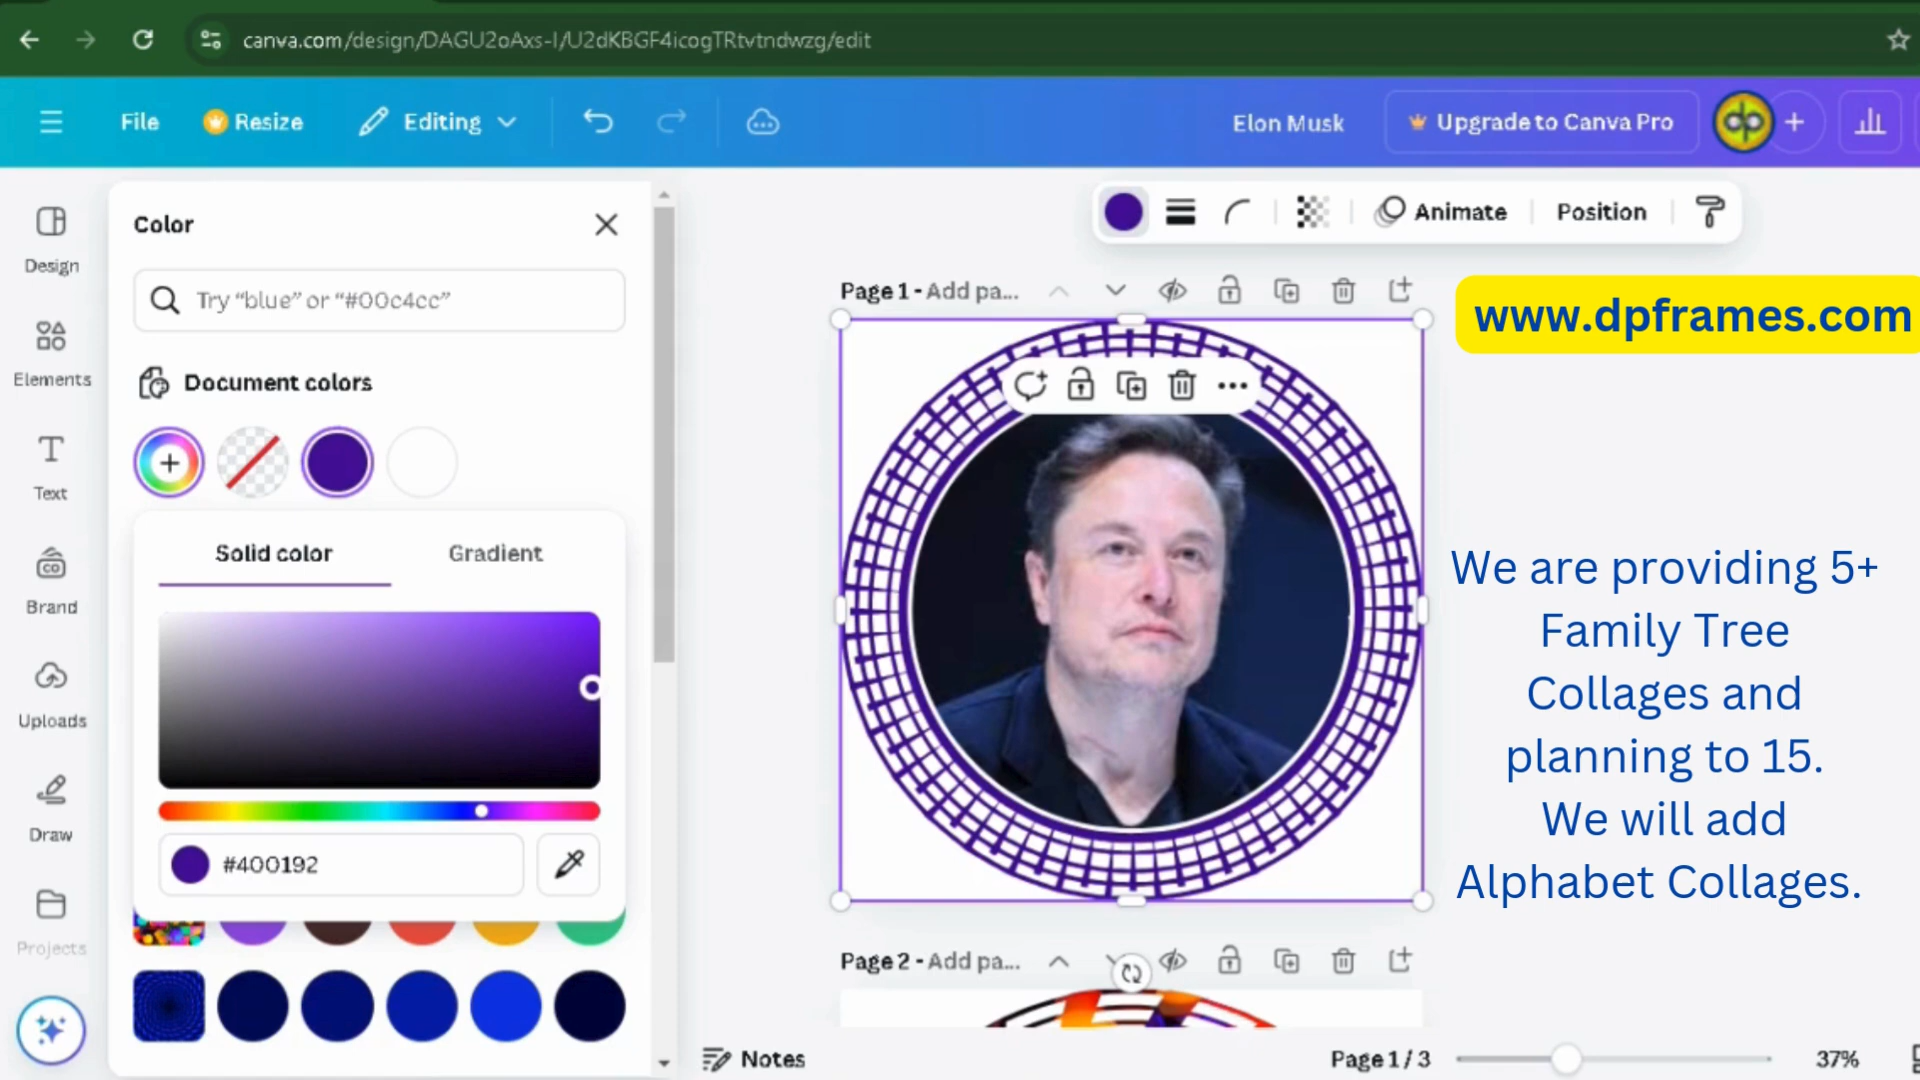 canva.com/design/DAGU2oAxs-I/U2dKBGF4icogTRtvtndwzg/edit
File
Resize
Editing
Elon Musk
Upgrade to Canva Pro
dp
Design
Elements
Text
CO
Brand
Uploads
Draw
Projects
Color
Try “blue” or “#00c4cc”
Document colors
Solid color
Gradient
#400192
Animate
Position
Page 1 - Add pa...
www.dpframes.com
We are providing 5+
Family Tree
Collages and
planning to 15.
We will add
Alphabet Collages.
Page 2 - Add pa...
Notes
Page 1 / 3
37%